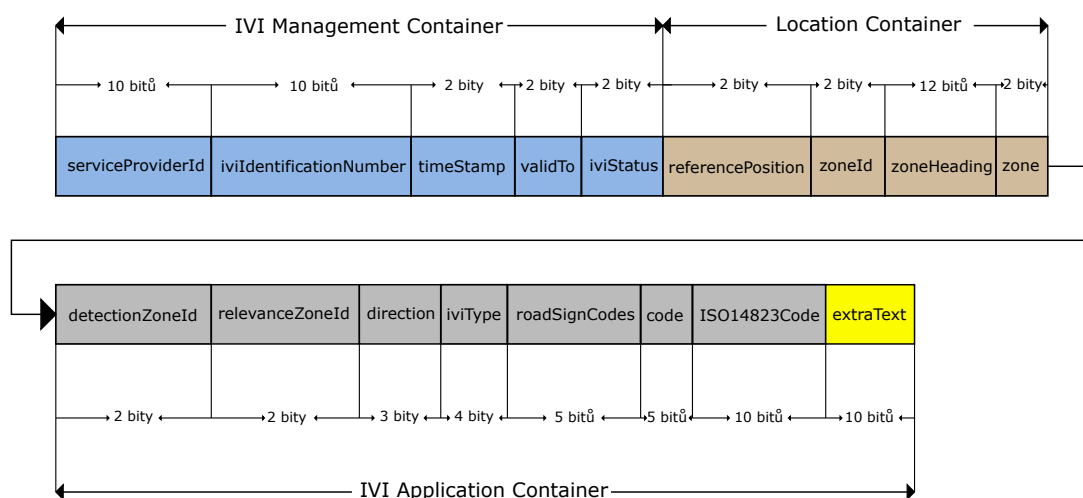 IVI Management Container Location Container
10 bitů 10 bitů 2 bity 2 bity 2 bity 2 bity 2 bity 12 bitů 2 bity
serviceProviderId iviIdentificationNumber timeStamp validTo iviStatus referencePosition zoneId zoneHeading zone
detectionZoneId relevanceZoneId direction iviType roadSignCodes code ISO14823Code extraText
2 bity 2 bity 3 bity 4 bity 5 bitů 5 bitů 10 bitů 10 bitů
IVI Application Container